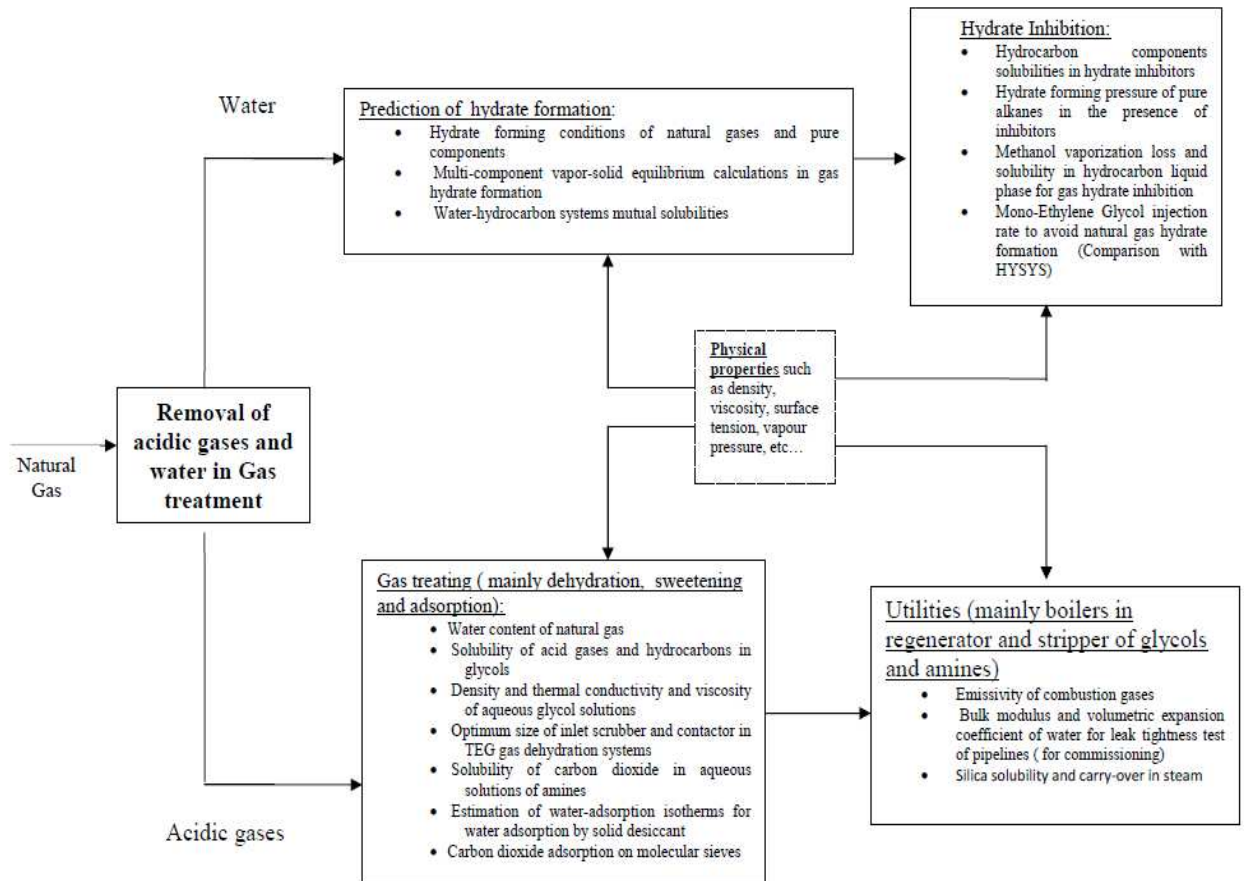 Water
Prediction of hydrate formation:
• Hydrate forming conditions of natural gases and pure
components
• Multi-component vapor-solid equilibrium calculations in gas
hydrate formation
• Water-hydrocarbon systems mutual solubilities
Hydrate Inhibition:
• Hydrocarbon components
solubilities in hydrate inhibitors
• Hydrate forming pressure of pure
alkanes in the presence of
inhibitors
• Methanol vaporization loss and
solubility in hydrocarbon liquid
phase for gas hydrate inhibition
• Mono-Ethylene Glycol injection
rate to avoid natural gas hydrate
formation (Comparison with
HYSYS)
Physical
properties such
as density,
viscosity, surface
tension, vapour
pressure, etc…
Natural
Gas
Removal of
acidic gases and
water in Gas
treatment
Acidic gases
Gas treating ( mainly dehydration, sweetening
and adsorption):
• Water content of natural gas
• Solubility of acid gases and hydrocarbons in
glycols
• Density and thermal conductivity and viscosity
of aqueous glycol solutions
• Optimum size of inlet scrubber and contactor in
TEG gas dehydration systems
• Solubility of carbon dioxide in aqueous
solutions of amines
• Estimation of water-adsorption isotherms for
water adsorption by solid desiccant
• Carbon dioxide adsorption on molecular sieves
Utilities (mainly boilers in
regenerator and stripper of glycols
and amines)
• Emissivity of combustion gases
• Bulk modulus and volumetric expansion
coefficient of water for leak tightness test
of pipelines ( for commissioning)
• Silica solubility and carry-over in steam